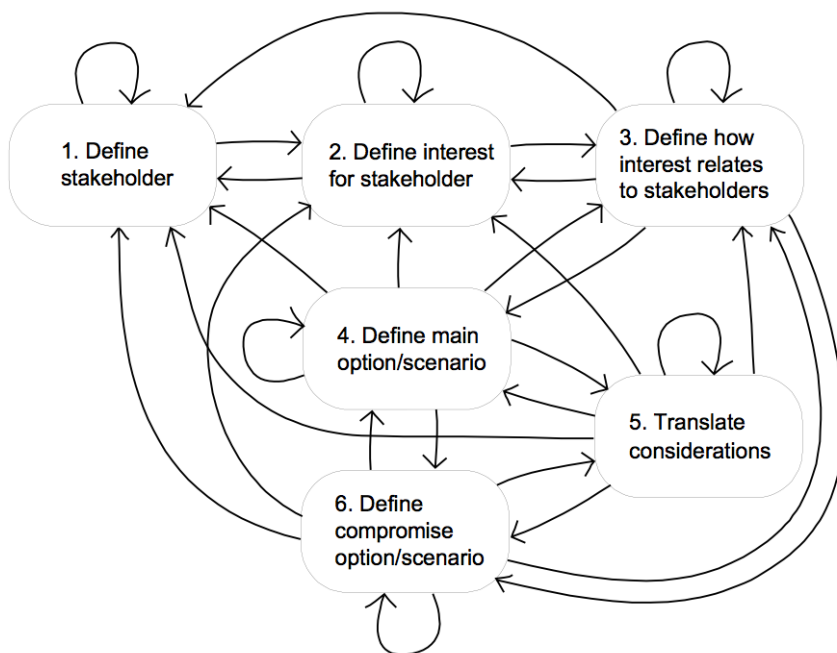 1. Define
stakeholder
2. Define interest
for stakeholder
3. Define how
interest relates
to stakeholders
4. Define main
option/scenario
5. Translate
considerations
6. Define
compromise
option/scenario